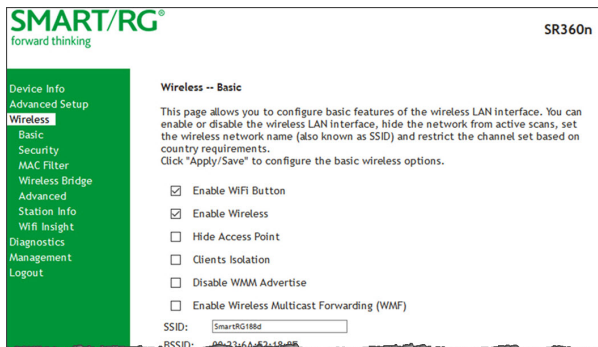 SMART/RG®
forward thinking
SR360n
Device Info
Advanced Setup
Wireless
Basic
Security
MAC Filter
Wireless Bridge
Advanced
Station Info
Wifi Insight
Diagnostics
Management
Logout
Wireless -- Basic
This page allows you to configure basic features of the wireless LAN interface. You can
enable or disable the wireless LAN interface, hide the network from active scans, set
the wireless network name (also known as SSID) and restrict the channel set based on
country requirements.
Click "Apply/Save" to configure the basic wireless options.
Enable WiFi Button
Enable Wireless
Hide Access Point
Clients Isolation
Disable WMM Advertise
Enable Wireless Multicast Forwarding (WMF)
SSID: SmartRG188d
BSSID: